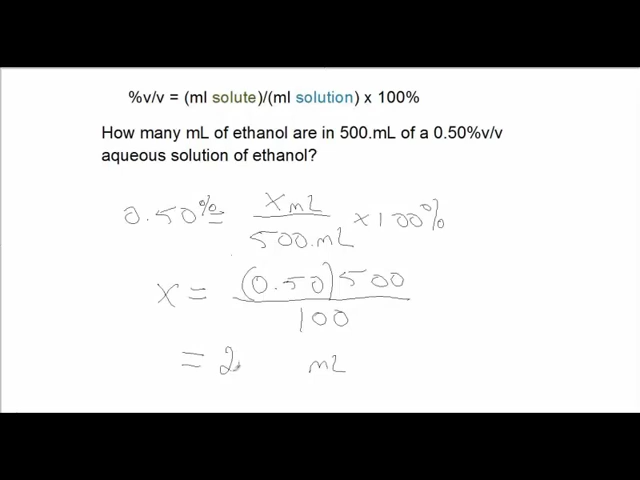 %v/v = (ml solute)/(ml solution) x 100%
How many mL of ethanol are in 500.mL of a 0.50%v/v
aqueous solution of ethanol?
0.50% = x mL / 500.mL x 100%
x = (0.50)500 / 100
= 2. mL